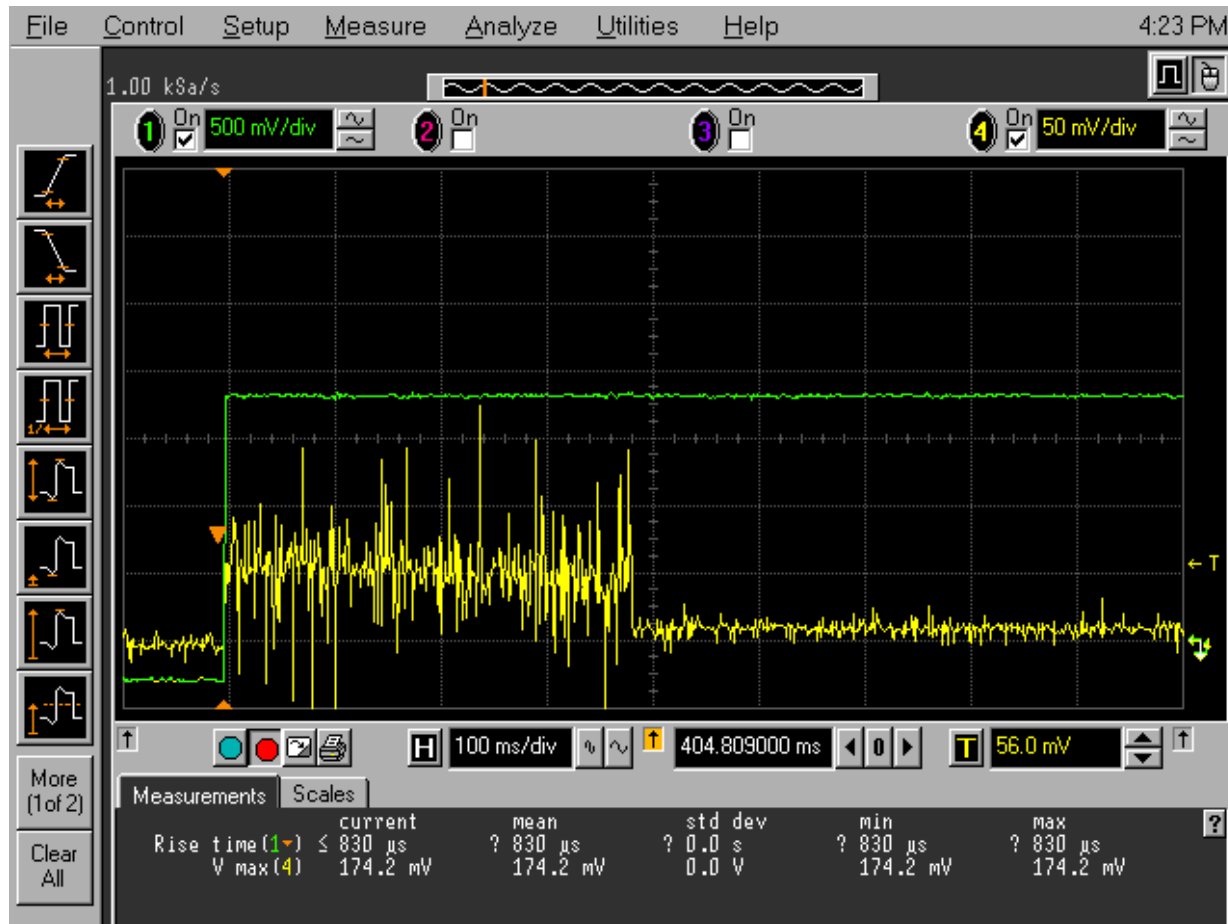 File Control Setup Measure Analyze Utilities Help 4:23 PM
1.00 kSa/s
1 On 500 mV/div 2 On 3 On 4 On 50 mV/div
1/
← T
H 100 ms/div 404.809000 ms 0 T 56.0 mV
More
(1 of 2)
Clear
All
Measurements Scales
current mean std dev min max ?
Rise time(1) ≤ 830 µs ? 830 µs ? 0.0 s ? 830 µs ? 830 µs
V max(4) 174.2 mV 174.2 mV 0.0 V 174.2 mV 174.2 mV